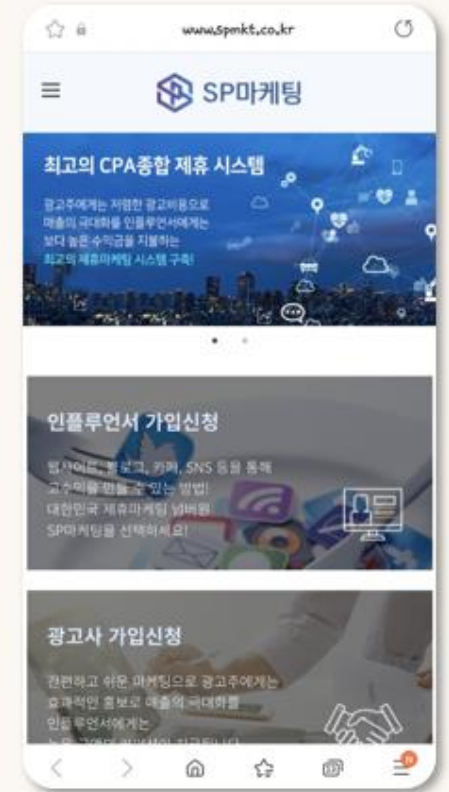 www.spmkt.co.kr
SP마케팅
최고의 CPA종합 제휴 시스템
광고주에게는 저렴한 광고비용으로
매출의 극대화를 인플루언서에게는
보다 높은 수익금을 지불하는
최고의 제휴마케팅 시스템 구축!
인플루언서 가입신청
웹사이트, 블로그, 카페, SNS 등을 통해
고수익을 만들 수 있는 방법!
대한민국 제휴마케팅 넘버원
SP마케팅을 선택하세요!
광고사 가입신청
간편하고 쉬운 마케팅으로 광고주에게는
효과적인 홍보로 매출의 극대화를
인플루언서에게는